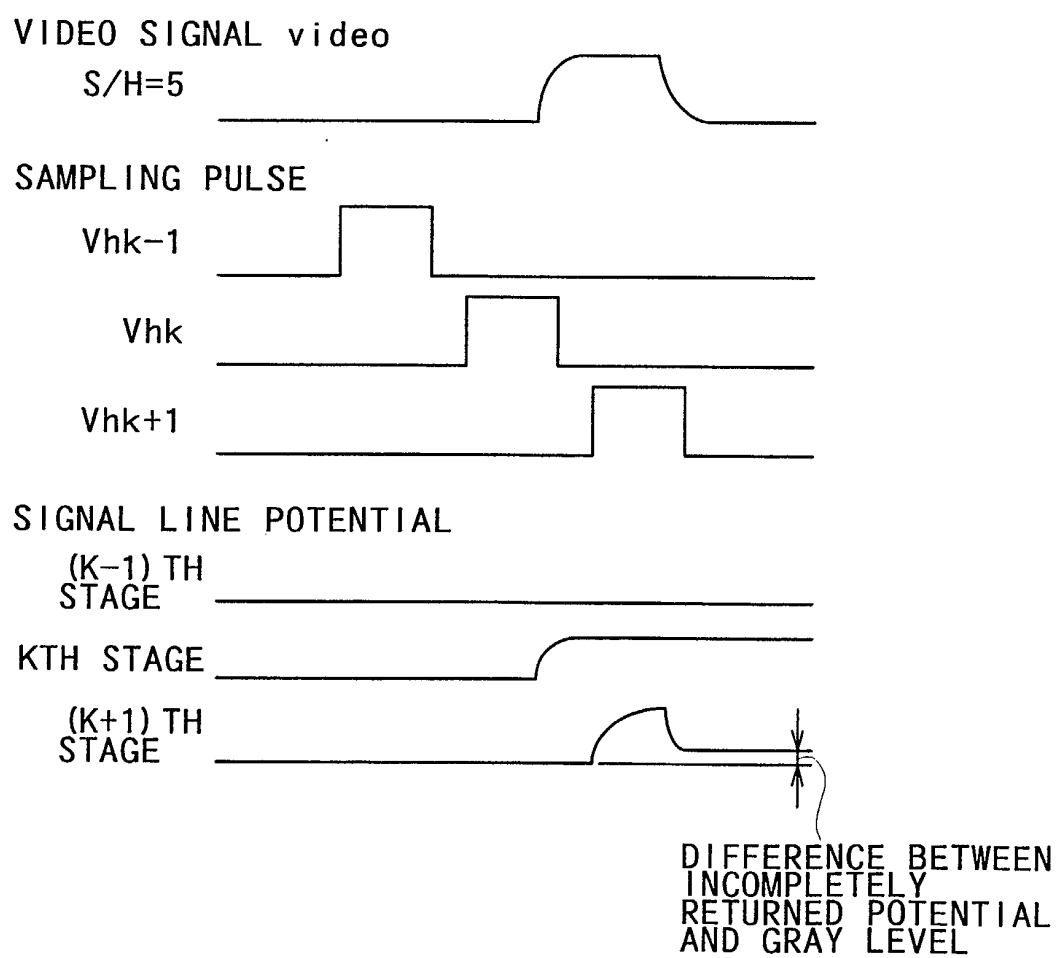 VIDEO SIGNAL video
S/H=5
SAMPLING PULSE
Vhk-1
Vhk
Vhk+1
SIGNAL LINE POTENTIAL
(K-1) TH
STAGE
KTH STAGE
(K+1) TH
STAGE
DIFFERENCE BETWEEN
INCOMPLETELY
RETURNED POTENTIAL
AND GRAY LEVEL